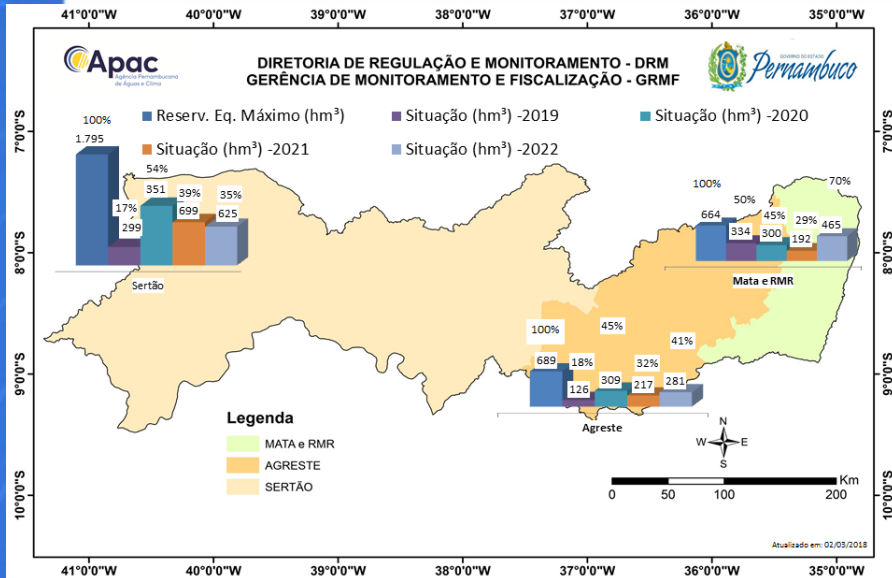 41°0'0"W 40°0'0"W 39°0'0"W 38°0'0"W 37°0'0"W 36°0'0"W 35°0'0"W
Apac
Agência Pernambucana
de Águas e Clima
DIRETORIA DE REGULAÇÃO E MONITORAMENTO - DRM
GERÊNCIA DE MONITORAMENTO E FISCALIZAÇÃO - GRMF
GOVERNO DO ESTADO
Pernambuco
Reserv. Eq. Máximo (hm³) Situação (hm³) -2019 Situação (hm³) -2020
Situação (hm³) -2021 Situação (hm³) -2022
7°0'0"S 7°0'0"S
100%
1.795
54%
17% 351 39% 35%
299 699 625
Sertão
70%
100% 50%
45% 29%
664 334 300 192 465
Mata e RMR
8°0'0"S 8°0'0"S
100% 45%
41%
689 18% 32%
126 309 217 281
Agreste
9°0'0"S 9°0'0"S
Legenda
MATA e RMR
AGRESTE
SERTÃO
N
W E
S
Km
0 50 100 200
10°0'0"S 10°0'0"S
Atualizado em: 02/03/2018
41°0'0"W 40°0'0"W 39°0'0"W 38°0'0"W 37°0'0"W 36°0'0"W 35°0'0"W